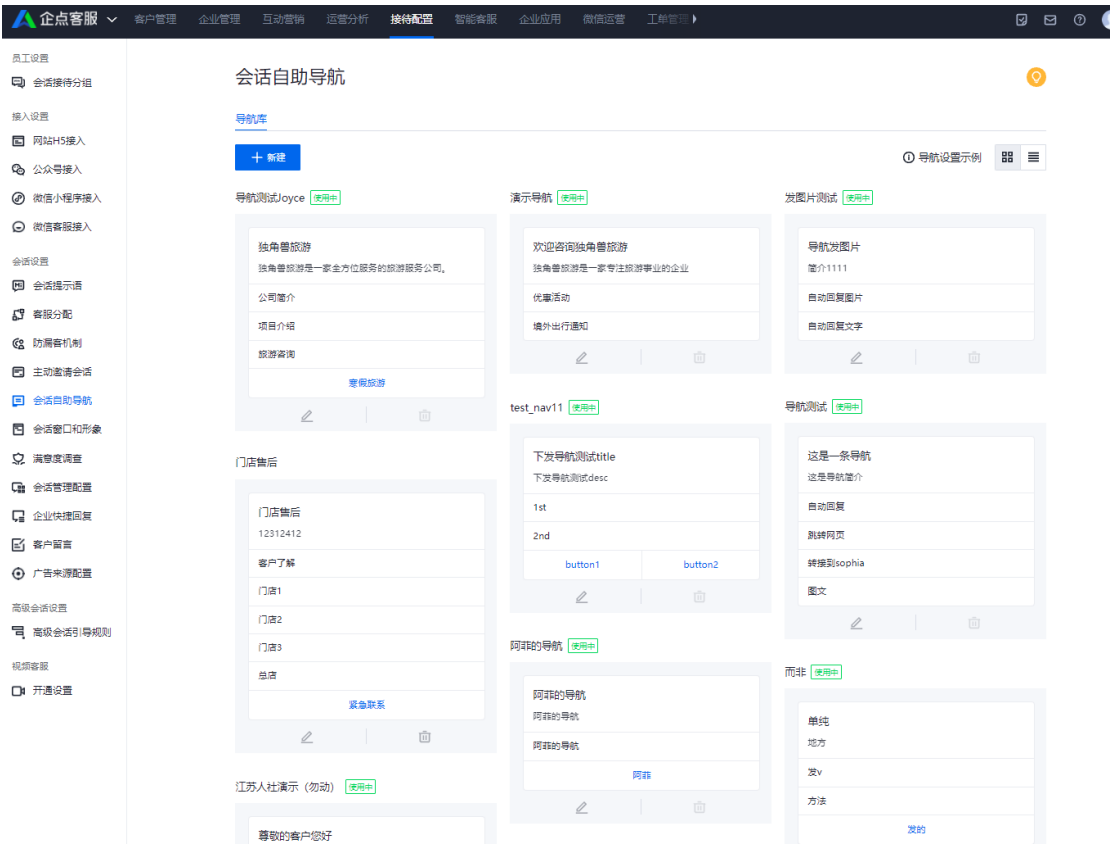 企点客服
客户管理
企业管理
互动营销
运营分析
接待配置
智能客服
企业应用
微信运营
工单管理
员工设置
会话接待分组
接入设置
网站H5接入
公众号接入
微信小程序接入
微信客服接入
会话设置
会话提示语
客服分配
防漏客机制
主动邀请会话
会话自助导航
会话窗口和形象
满意度调查
会话管理配置
企业快捷回复
客户留言
广告来源配置
高级会话设置
高级会话引导规则
视频客服
开通设置
会话自助导航
导航库
新建
导航设置示例
导航测试Joyce 使用中
独角兽旅游
独角兽旅游是一家全方位服务的旅游服务公司。
公司简介
项目介绍
旅游咨询
寒假旅游
门店售后
门店售后
12312412
客户了解
门店1
门店2
门店3
总店
紧急联系
江苏人社演示（勿动） 使用中
尊敬的客户您好
演示导航 使用中
欢迎咨询独角兽旅游
独角兽旅游是一家专注旅游事业的企业
优惠活动
境外出行通知
test_nav11 使用中
下发导航测试title
下发导航测试desc
1st
2nd
button1 button2
阿菲的导航 使用中
阿菲的导航
阿菲的导航
阿菲的导航
阿菲
发图片测试 使用中
导航发图片
简介1111
自动回复图片
自动回复文字
导航测试 使用中
这是一条导航
这是导航简介
自动回复
跳转网页
转接到sophia
图文
而非 使用中
单纯
地方
发v
方法
发的